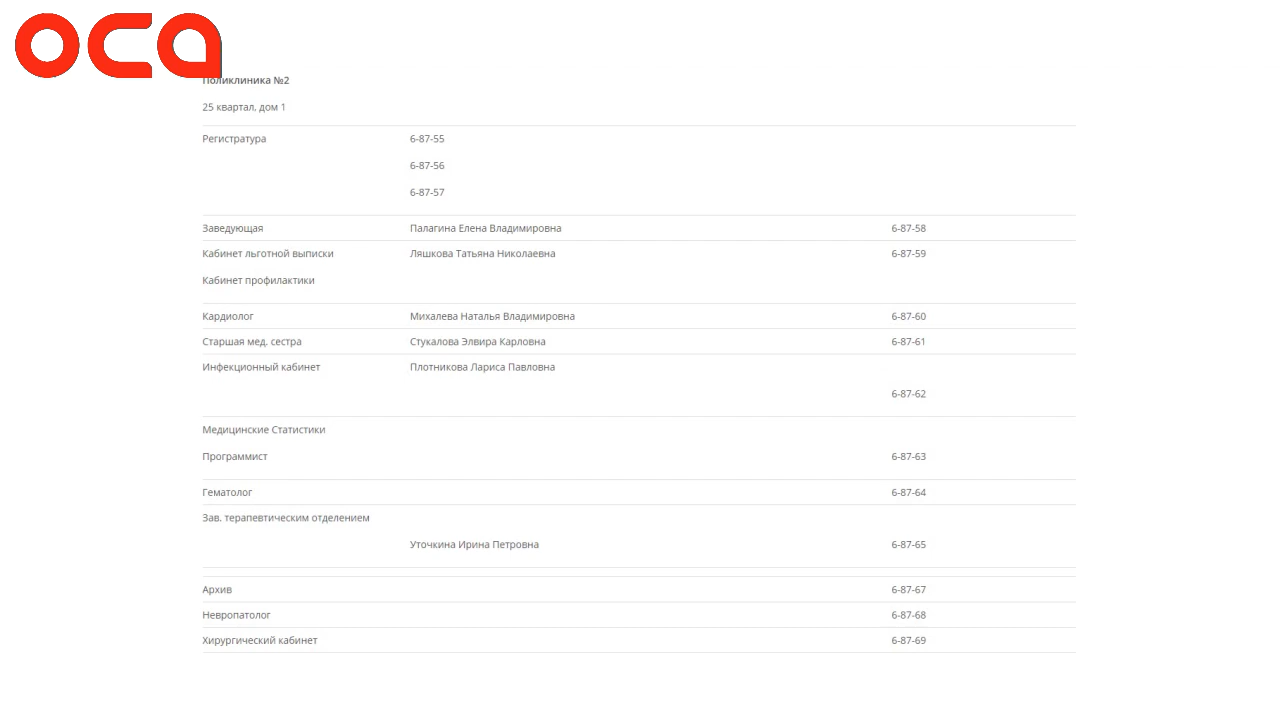 оса
Поликлиника №2
25 квартал, дом 1
Регистратура 6-87-55
6-87-56
6-87-57
Заведующая Палагина Елена Владимировна 6-87-58
Кабинет льготной выписки Ляшкова Татьяна Николаевна 6-87-59
Кабинет профилактики
Кардиолог Михалева Наталья Владимировна 6-87-60
Старшая мед. сестра Стукалова Элвира Карловна 6-87-61
Инфекционный кабинет Плотникова Лариса Павловна
6-87-62
Медицинские Статистики
Программист 6-87-63
Гематолог 6-87-64
Зав. терапевтическим отделением
Уточкина Ирина Петровна 6-87-65
Архив 6-87-67
Невропатолог 6-87-68
Хирургический кабинет 6-87-69